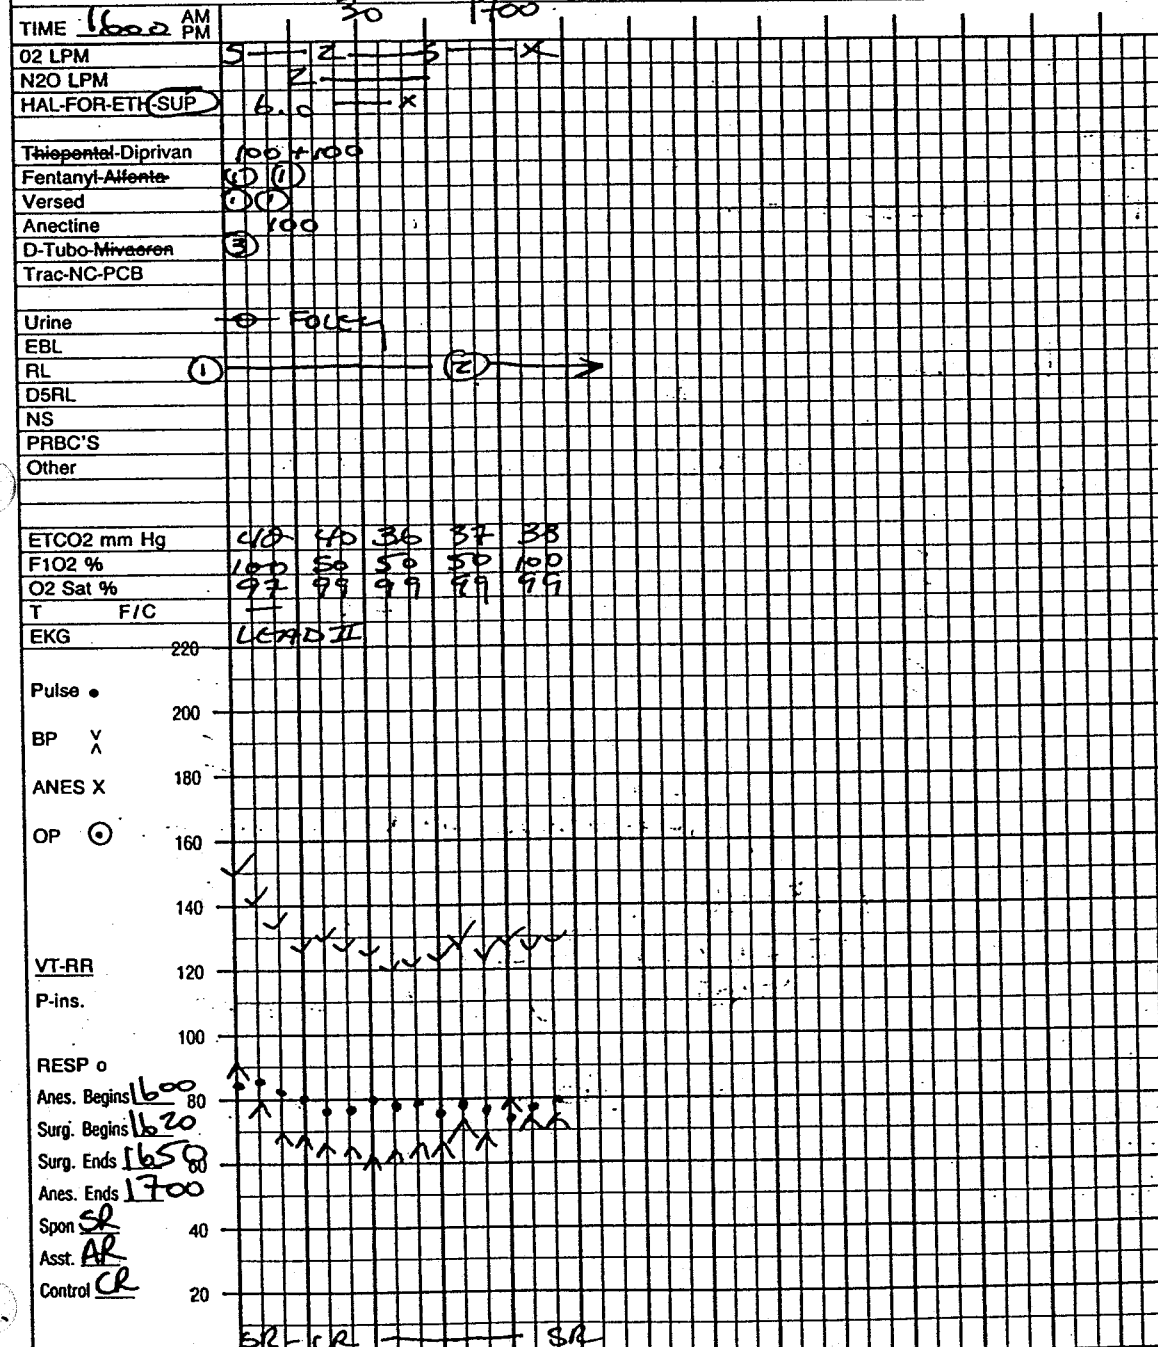 30 1700
TIME 1600 AM PM
02 LPM 5 2 5 X
N2O LPM 2
HAL-FOR-ETH-SUP 6.0 x
Thiopental-Diprivan 100 + 100
Fentanyl-Alfenta 1 1
Versed 1 1
Anectine 100
D-Tubo-Mivacron 3
Trac-NC-PCB
Urine 0 FOLEY
EBL
RL 1 2
D5RL
NS
PRBC'S
Other
ETCO2 mm Hg 40 40 36 37 38
F1O2 % 100 50 50 50 100
O2 Sat % 97 99 99 99 99
T F/C
EKG LEAD II
220
Pulse •
200
BP v ʌ
ANES X 180
OP ⊙ 160
140
VT-RR
120
P-ins.
100
RESP o
Anes. Begins 1600 80
Surg. Begins 1620
Surg. Ends 1650 60
Anes. Ends 1700
Spon SR
40
Asst. AR
Control CR
20
SR - CR SR